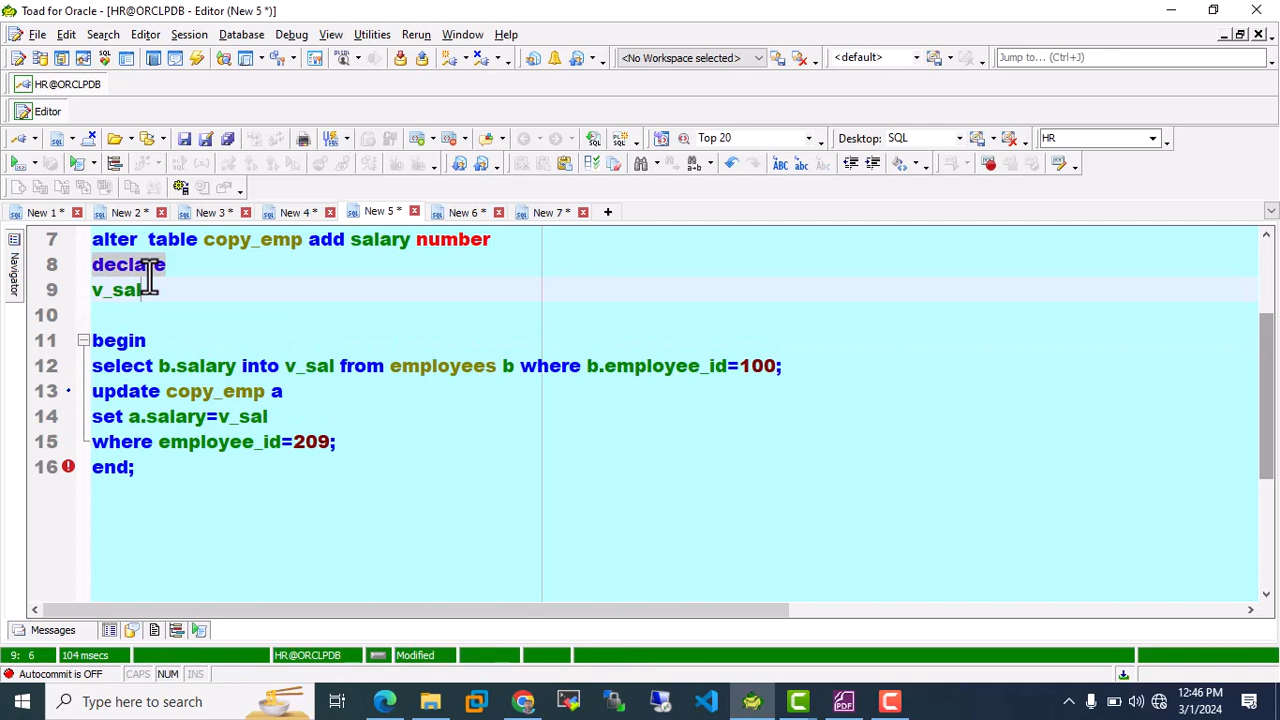 Toad for Oracle - [HR@ORCLPDB - Editor (New 5 *)]
File Edit Search Editor Session Database Debug View Utilities Rerun Window Help
<No Workspace selected> <default> Jump to... (Ctrl+J)
HR@ORCLPDB
Editor
Top 20 Desktop: SQL HR
New 1 * New 2 * New 3 * New 4 * New 5 * New 6 * New 7 * +
Navigator
7 alter  table copy_emp add salary number
8 declare
9 v_sal
10
11 begin
12 select b.salary into v_sal from employees b where b.employee_id=100;
13 update copy_emp a
14 set a.salary=v_sal
15 where employee_id=209;
16 end;
Messages
9: 6 104 msecs HR@ORCLPDB Modified
Autocommit is OFF CAPS NUM INS
Type here to search 12:46 PM
3/1/2024